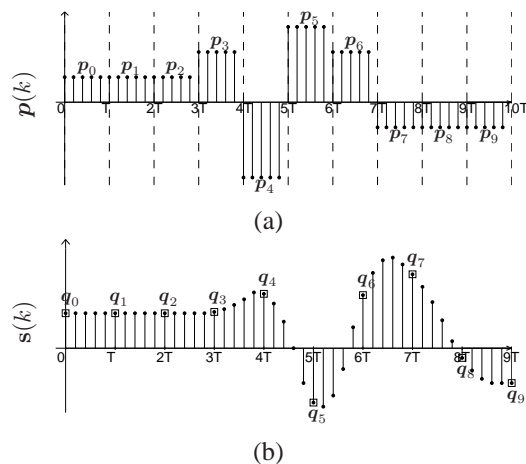 p(k)
p₀ p₁ p₂ p₃ p₄ p₅ p₆ p₇ p₈ p₉
0 T 2T 3T 4T 5T 6T 7T 8T 9T 10T
(a)
s(k)
q₀ q₁ q₂ q₃ q₄ q₅ q₆ q₇ q₈ q₉
0 T 2T 3T 4T 5T 6T 7T 8T 9T
(b)